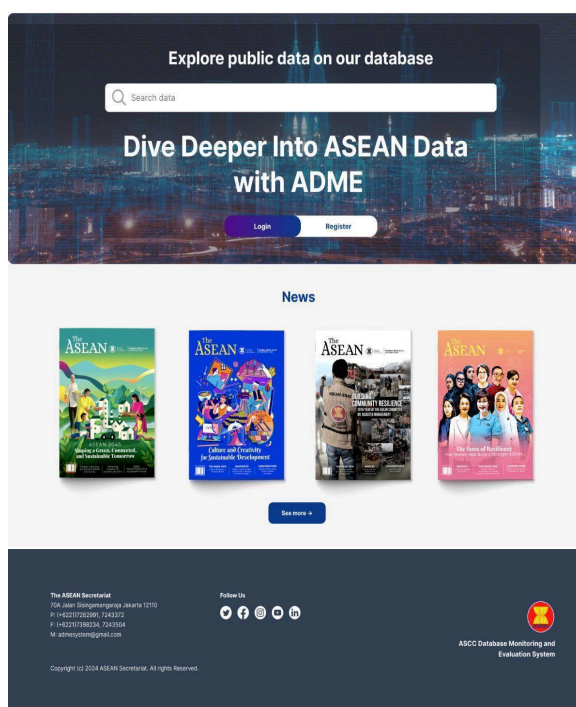 Explore public data on our database
Search data
Dive Deeper Into ASEAN Data
with ADME
Login
Register
News
The
ASEAN
ASEAN 2045
Shaping a Green, Connected,
and Sustainable Tomorrow
The
ASEAN
Culture and Creativity
for Sustainable Development
The
ASEAN
BUILDING
COMMUNITY RESILIENCE
The
ASEAN
The Faces of Resilience
See more →
The ASEAN Secretariat
70A Jalan Sisingamangaraja Jakarta 12110
P: (+6221)7262991, 7243372
F: (+6221)7398234, 7243504
M: admesystem@gmail.com
Follow Us
ASCC Database Monitoring and
Evaluation System
Copyright (c) 2024 ASEAN Secretariat. All rights Reserved.